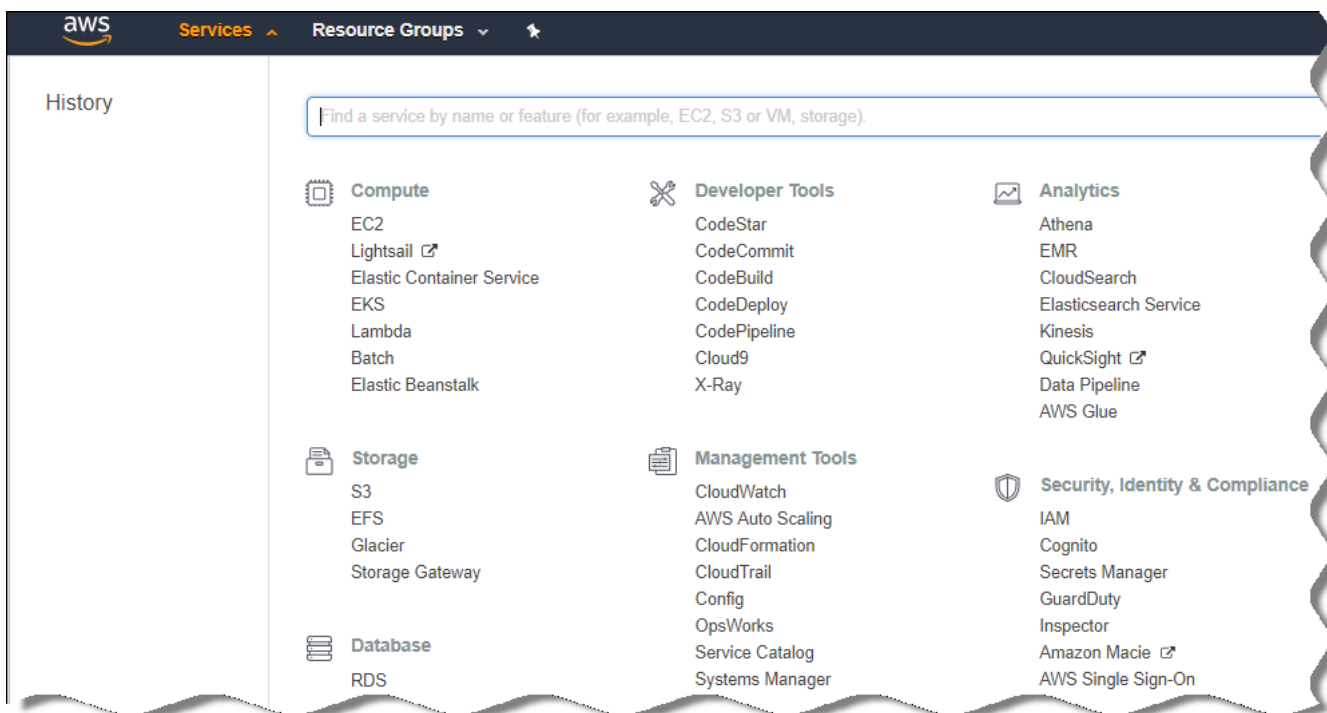 aws Services Resource Groups
History
Find a service by name or feature (for example, EC2, S3 or VM, storage).
Compute
EC2
Lightsail
Elastic Container Service
EKS
Lambda
Batch
Elastic Beanstalk
Storage
S3
EFS
Glacier
Storage Gateway
Database
RDS
Developer Tools
CodeStar
CodeCommit
CodeBuild
CodeDeploy
CodePipeline
Cloud9
X-Ray
Management Tools
CloudWatch
AWS Auto Scaling
CloudFormation
CloudTrail
Config
OpsWorks
Service Catalog
Systems Manager
Analytics
Athena
EMR
CloudSearch
Elasticsearch Service
Kinesis
QuickSight
Data Pipeline
AWS Glue
Security, Identity & Compliance
IAM
Cognito
Secrets Manager
GuardDuty
Inspector
Amazon Macie
AWS Single Sign-On